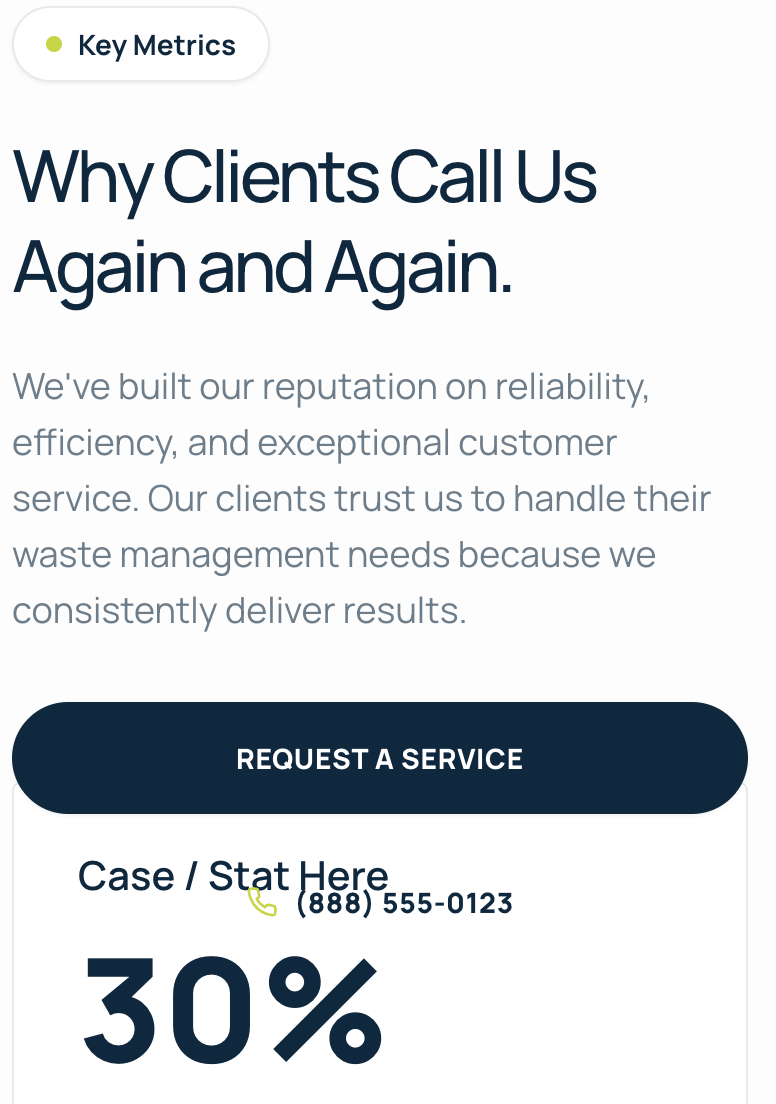 Key Metrics
Why Clients Call Us
Again and Again.
We've built our reputation on reliability,
efficiency, and exceptional customer
service. Our clients trust us to handle their
waste management needs because we
consistently deliver results.
REQUEST A SERVICE
Case / Stat Here
(888) 555-0123
30%